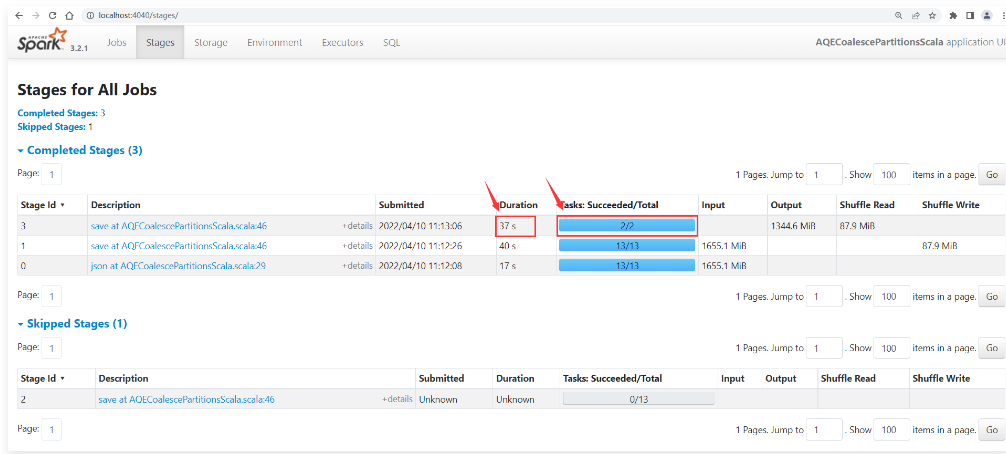 localhost:4040/stages/
APACHE Spark 3.2.1 Jobs Stages Storage Environment Executors SQL AQECoalescePartitionsScala application UI
Stages for All Jobs
Completed Stages: 3
Skipped Stages: 1
Completed Stages (3)
Page: 1 1 Pages. Jump to 1 . Show 100 items in a page. Go
Stage Id Description Submitted Duration Tasks: Succeeded/Total Input Output Shuffle Read Shuffle Write
3 save at AQECoalescePartitionsScala.scala:46 +details 2022/04/10 11:13:06 37 s 2/2 1344.6 MiB 87.9 MiB
1 save at AQECoalescePartitionsScala.scala:46 +details 2022/04/10 11:12:26 40 s 13/13 1655.1 MiB 87.9 MiB
0 json at AQECoalescePartitionsScala.scala:29 +details 2022/04/10 11:12:08 17 s 13/13 1655.1 MiB
Page: 1 1 Pages. Jump to 1 . Show 100 items in a page. Go
Skipped Stages (1)
Page: 1 1 Pages. Jump to 1 . Show 100 items in a page. Go
Stage Id Description Submitted Duration Tasks: Succeeded/Total Input Output Shuffle Read Shuffle Write
2 save at AQECoalescePartitionsScala.scala:46 +details Unknown Unknown 0/13
Page: 1 1 Pages. Jump to 1 . Show 100 items in a page. Go